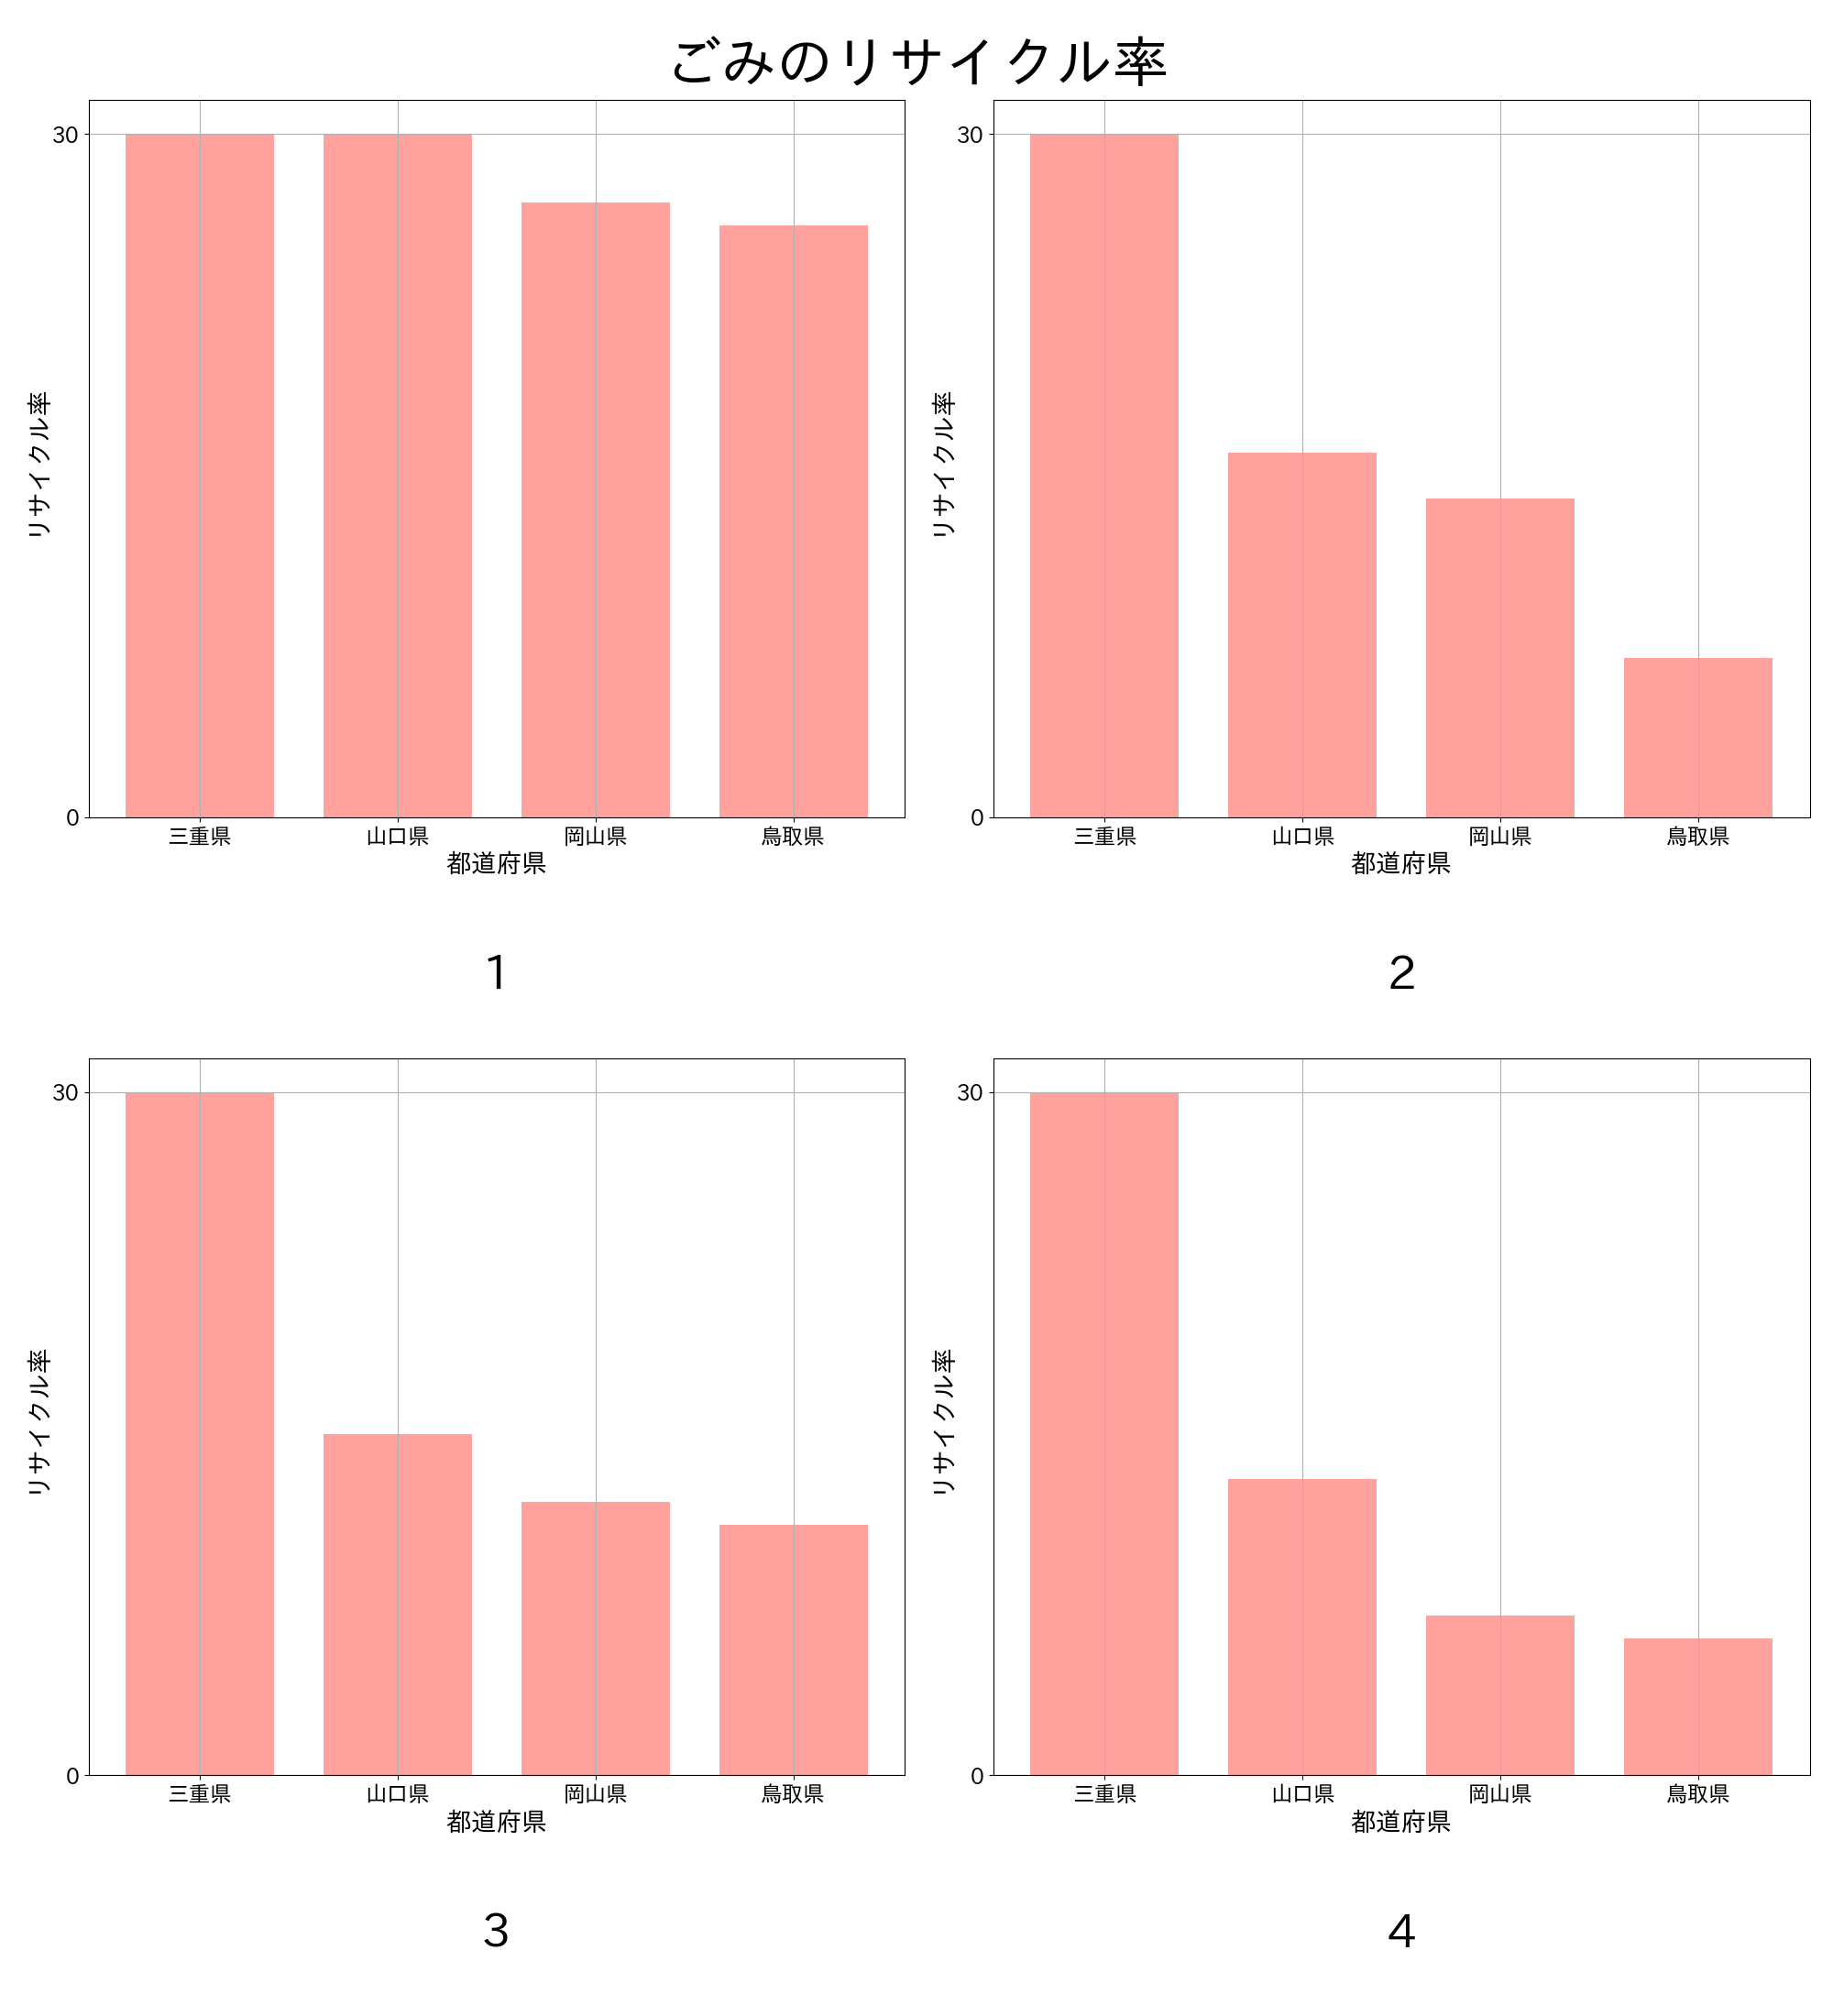 ごみのリサイクル率
30
0
リサイクル率
三重県 山口県 岡山県 鳥取県
都道府県
1
30
0
リサイクル率
三重県 山口県 岡山県 鳥取県
都道府県
2
30
0
リサイクル率
三重県 山口県 岡山県 鳥取県
都道府県
3
30
0
リサイクル率
三重県 山口県 岡山県 鳥取県
都道府県
4